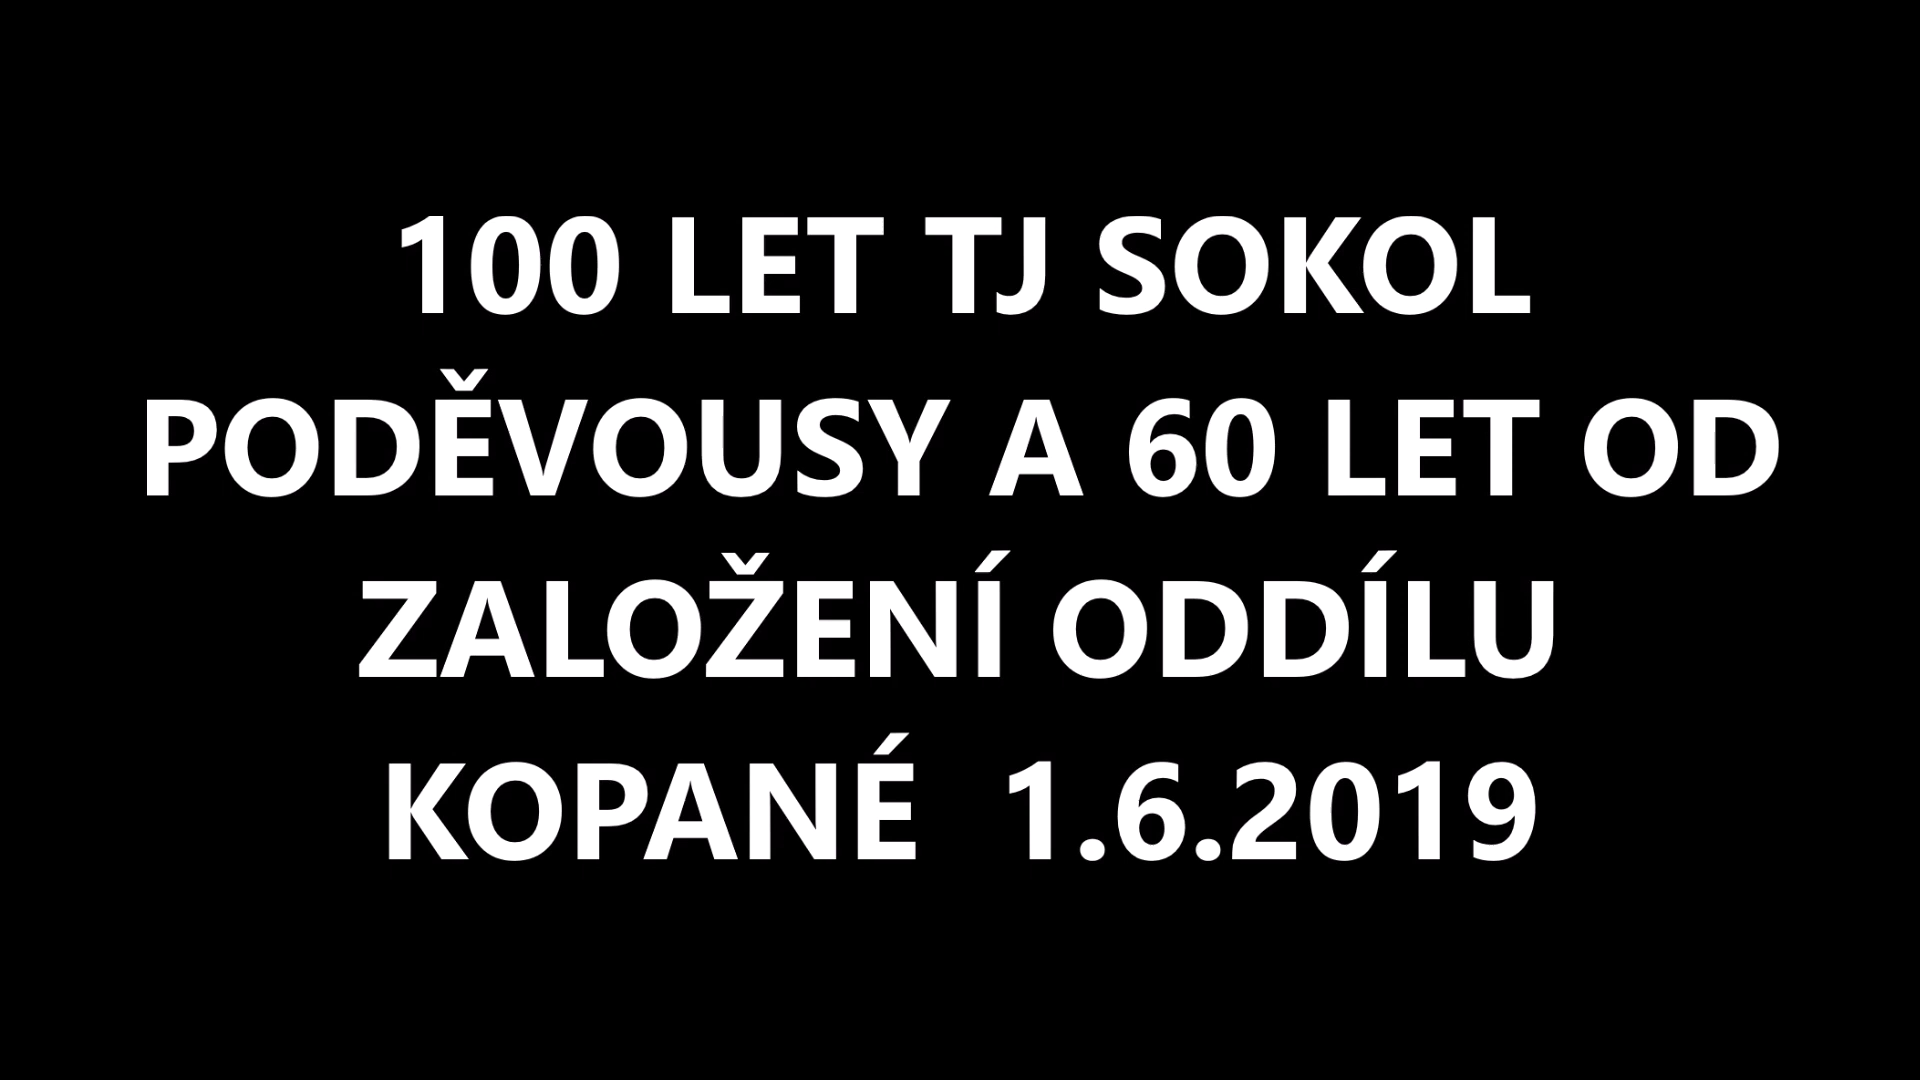 100 LET TJ SOKOL
PODĚVOUSY A 60 LET OD
ZALOŽENÍ ODDÍLU
KOPANÉ  1.6.2019